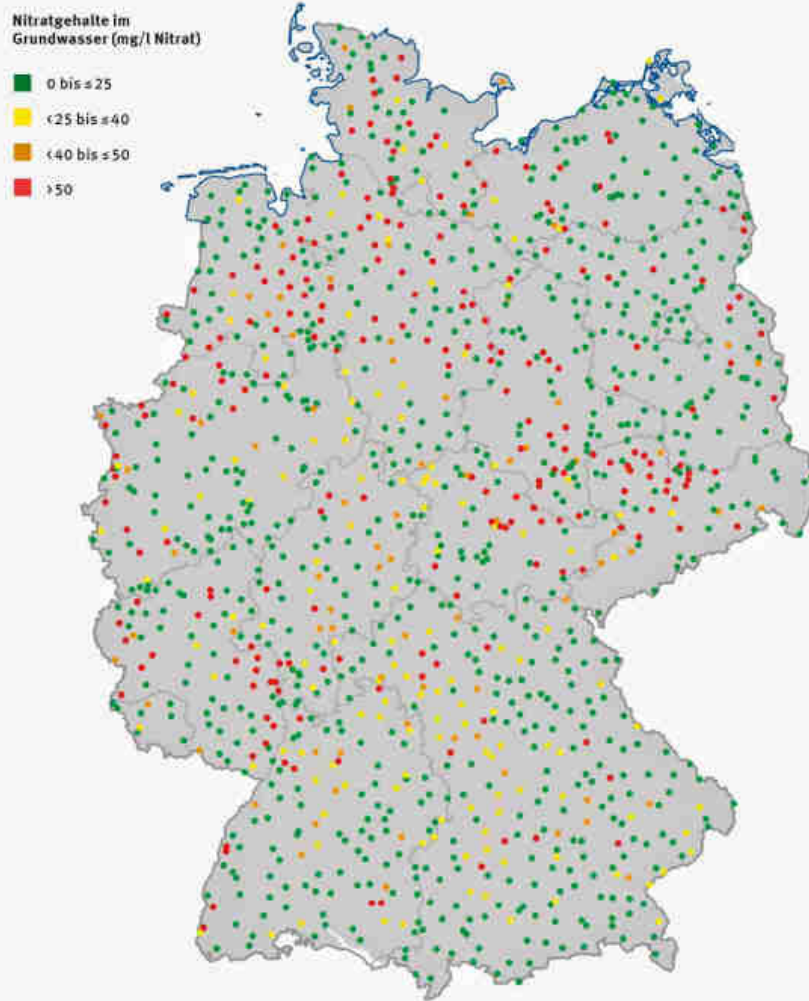 Nitratgehalte im
Grundwasser (mg/l Nitrat)
0 bis ≤ 25
‹ 25 bis ≤ 40
‹ 40 bis ≤ 50
› 50